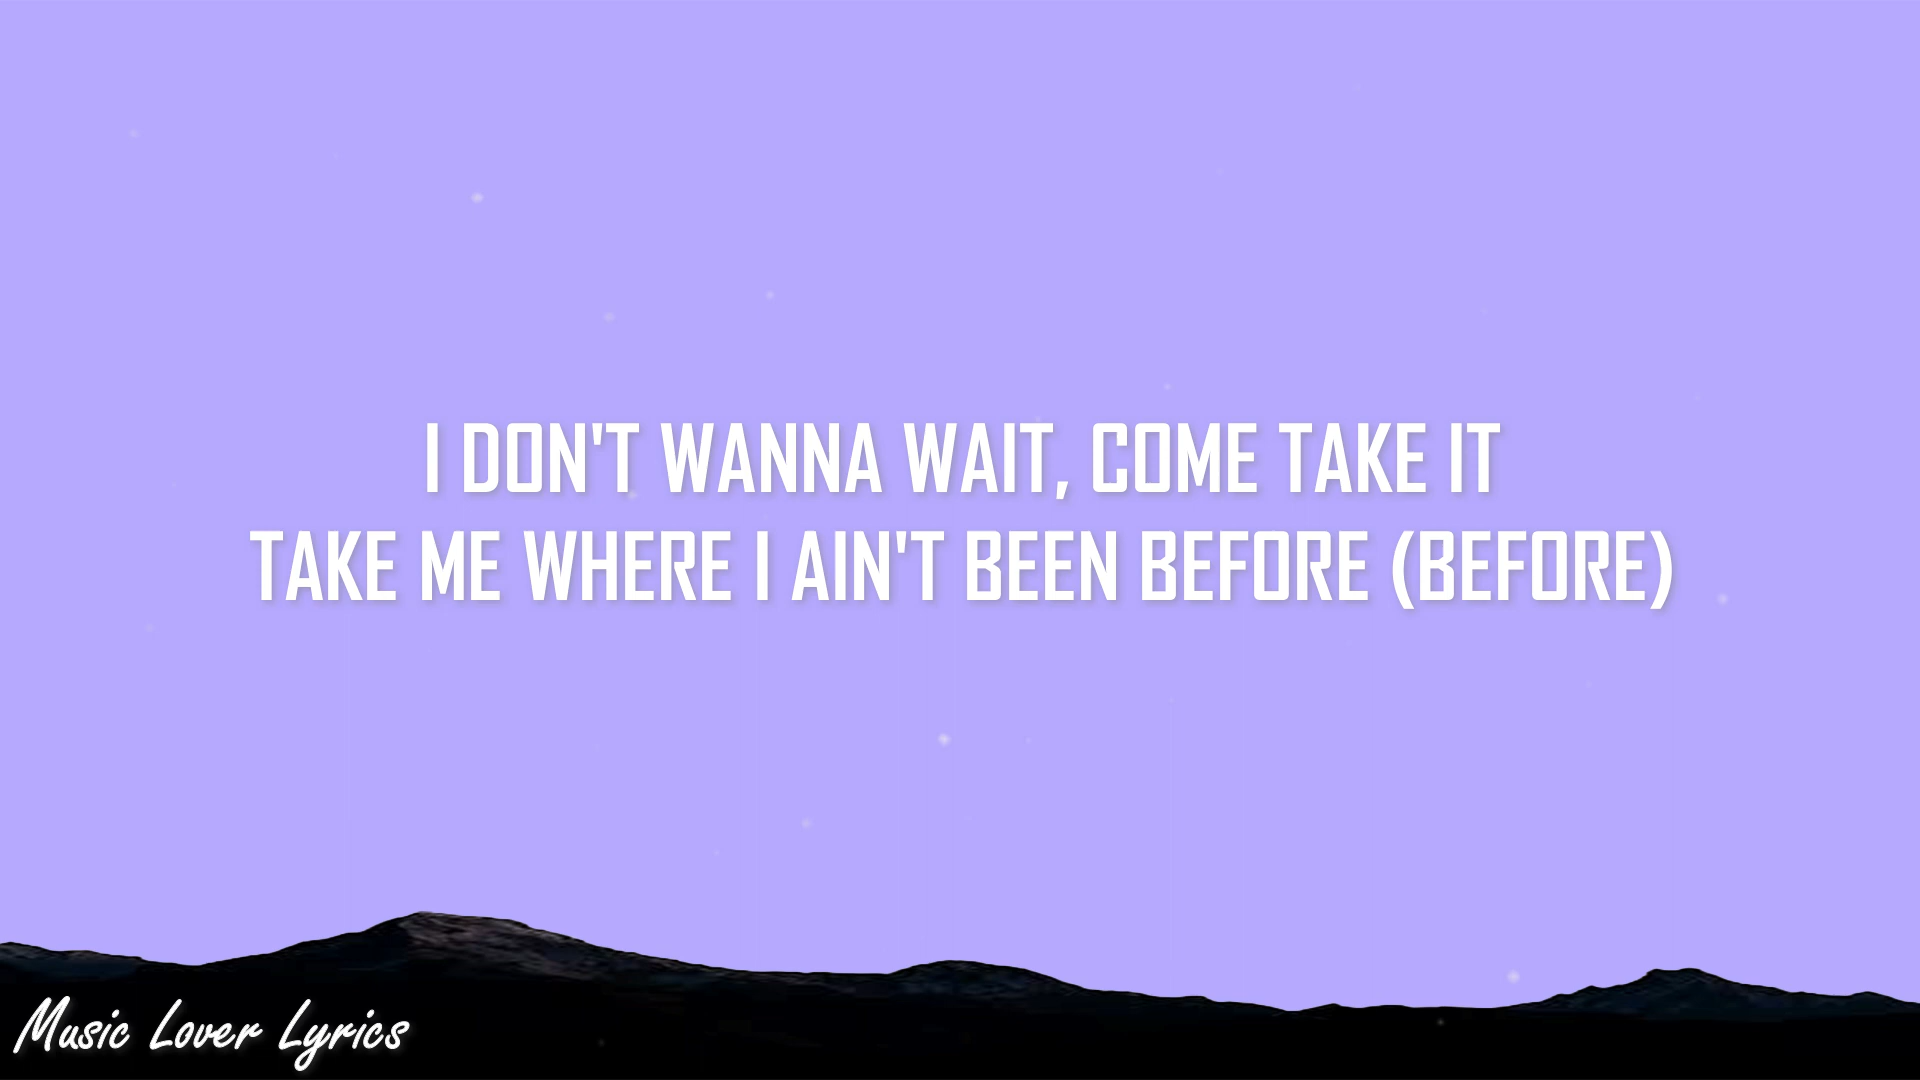 I DON'T WANNA WAIT, COME TAKE IT
TAKE ME WHERE I AIN'T BEEN BEFORE (BEFORE)
Music Lover Lyrics